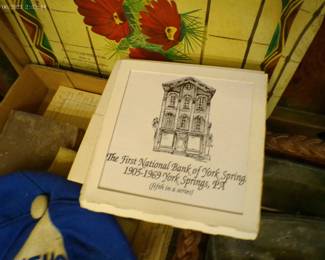 The First National Bank of York Spring.
1905-1969 York Springs, PA
(fifth in a series)